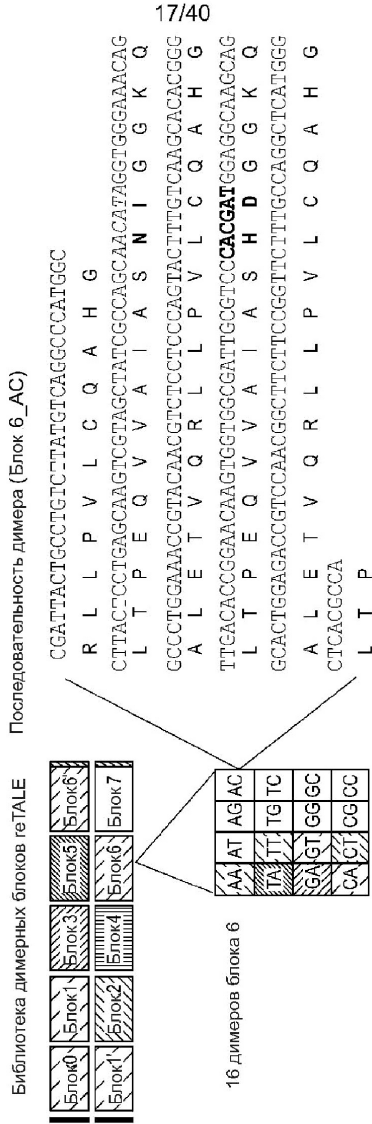 17/40
Библиотека димерных блоков reTALE
Блок0 Блок1 Блок3 Блок5 Блок6'
Блок1' Блок2 Блок4 Блок6 Блок7
16 димеров блока 6
AA AT AG AC
TA TT TG TC
GA GT GG GC
CA CT CG CC
Последовательность димера (Блок 6_AC)
CGATTACTGCCTGTCTTATGTCAGGCCCATGGC
R L L P V L C Q A H G
CTTACTCCTGAGCAAGTCGTAGCTATCGCCAGCAACATAGGTGGGAAACAG
L T P E Q V V A I A S N I G G K Q
GCCCTGGAAACCGTACAACGTCTCCTCCCAGTACTTTGTCAAGCACACGGG
A L E T V Q R L L P V L C Q A H G
TTGACACCGGAACAAGTGGTGGCGATTGCGTCCCACGATGGAGGCAAGCAG
L T P E Q V V A I A S H D G G K Q
GCACTGGAGACCGTCCAACGGCTTCTTCCGGTTCTTTGCCAGGCTCATGGG
A L E T V Q R L L P V L C Q A H G
CTCACGCCA
L T P